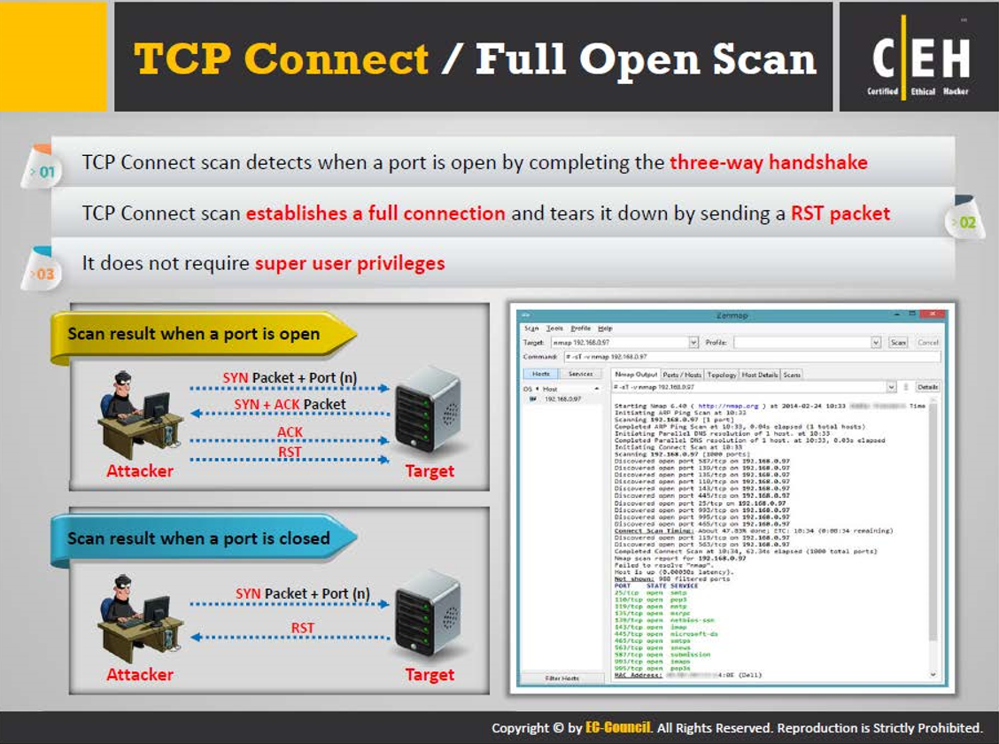 TCP Connect / Full Open Scan
CEH
Certified Ethical Hacker
01
TCP Connect scan detects when a port is open by completing the three-way handshake
TCP Connect scan establishes a full connection and tears it down by sending a RST packet
02
03
It does not require super user privileges
Scan result when a port is open
SYN Packet + Port (n)
SYN + ACK Packet
ACK
RST
Attacker
Target
Scan result when a port is closed
SYN Packet + Port (n)
RST
Attacker
Target
Zenmap
Scan Tools Profile Help
Target: nmap 192.168.0.97 Profile: Scan Cancel
Command: # -sT -v nmap 192.168.0.97
Hosts Services
OS Host
192.168.0.97
Filter Hosts
Nmap Output Ports / Hosts Topology Host Details Scans
# -sT -v nmap 192.168.0.97 Details
Starting Nmap 6.40 ( http://nmap.org ) at 2014-02-24 10:33 Time
Initiating ARP Ping Scan at 10:33
Scanning 192.168.0.97 [1 port]
Completed ARP Ping Scan at 10:33, 0.04s elapsed (1 total hosts)
Initiating Parallel DNS resolution of 1 host. at 10:33
Completed Parallel DNS resolution of 1 host. at 10:33, 0.03s elapsed
Initiating Connect Scan at 10:33
Scanning 192.168.0.97 [1000 ports]
Discovered open port 587/tcp on 192.168.0.97
Discovered open port 139/tcp on 192.168.0.97
Discovered open port 135/tcp on 192.168.0.97
Discovered open port 110/tcp on 192.168.0.97
Discovered open port 143/tcp on 192.168.0.97
Discovered open port 445/tcp on 192.168.0.97
Discovered open port 25/tcp on 192.168.0.97
Discovered open port 993/tcp on 192.168.0.97
Discovered open port 995/tcp on 192.168.0.97
Discovered open port 465/tcp on 192.168.0.97
Connect Scan Timing: About 47.83% done; ETC: 10:34 (0:00:34 remaining)
Discovered open port 119/tcp on 192.168.0.97
Discovered open port 563/tcp on 192.168.0.97
Completed Connect Scan at 10:34, 62.34s elapsed (1000 total ports)
Nmap scan report for 192.168.0.97
Failed to resolve "nmap".
Host is up (0.00030s latency).
Not shown: 988 filtered ports
PORT STATE SERVICE
25/tcp open smtp
110/tcp open pop3
119/tcp open nntp
135/tcp open msrpc
139/tcp open netbios-ssn
143/tcp open imap
445/tcp open microsoft-ds
465/tcp open smtps
563/tcp open snews
587/tcp open submission
993/tcp open imaps
995/tcp open pop3s
MAC Address: 4:0E (Dell)
Copyright © by EC-Council. All Rights Reserved. Reproduction is Strictly Prohibited.